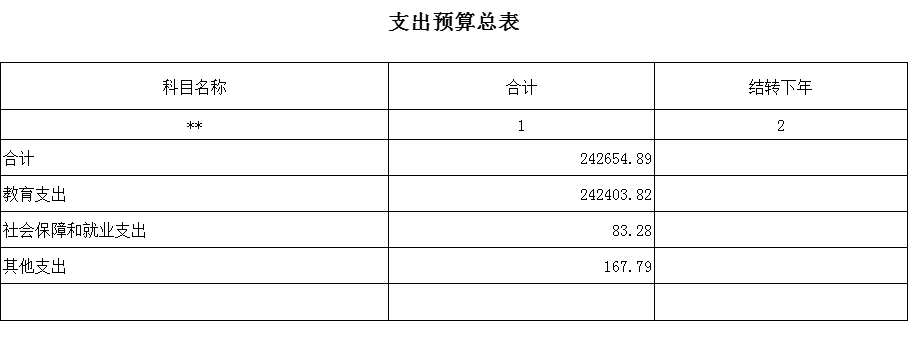 支出预算总表
科目名称 合计 结转下年
** 1 2
合计 242654.89
教育支出 242403.82
社会保障和就业支出 83.28
其他支出 167.79